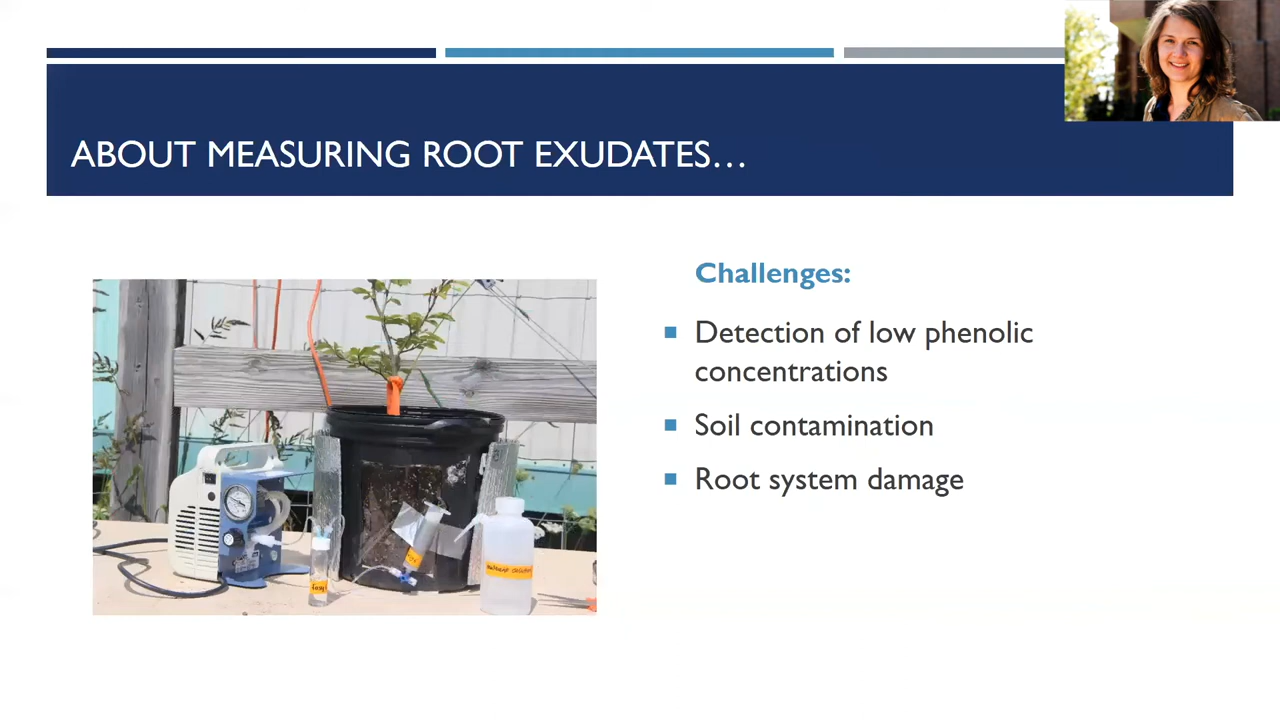 ABOUT MEASURING ROOT EXUDATES…
Challenges:
Detection of low phenolic
concentrations
Soil contamination
Root system damage